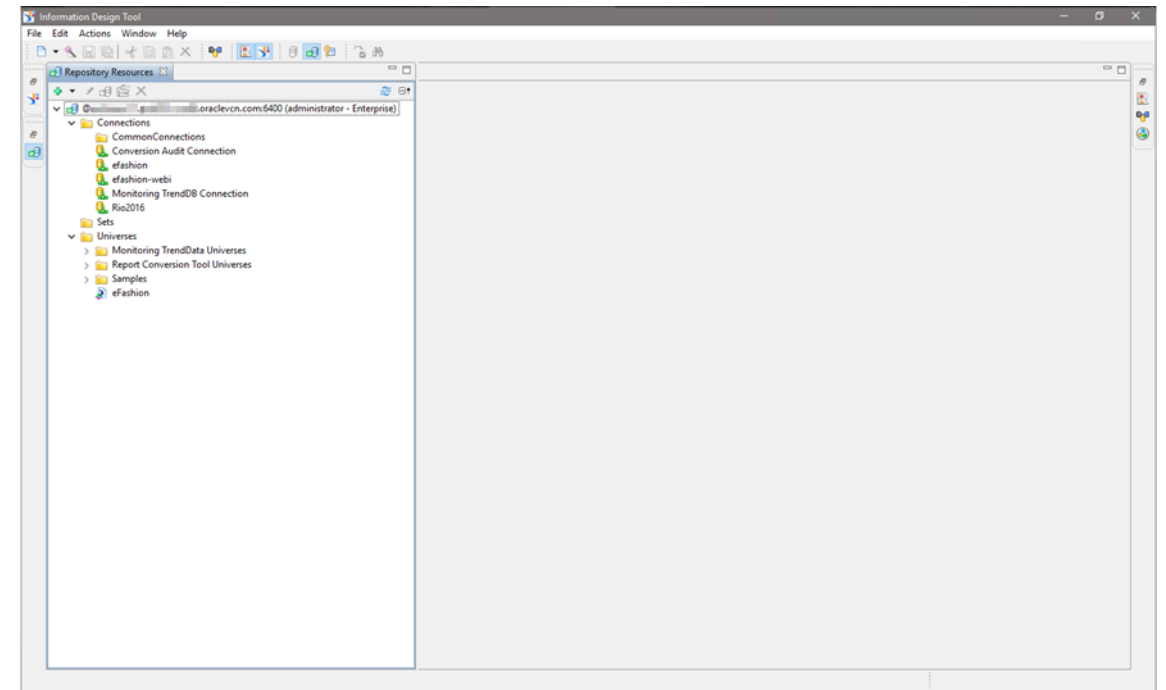 Information Design Tool
File Edit Actions Window Help
Repository Resources
.oraclevcn.com:6400 (administrator - Enterprise)
Connections
CommonConnections
Conversion Audit Connection
efashion
efashion-webi
Monitoring TrendDB Connection
Rio2016
Sets
Universes
Monitoring TrendData Universes
Report Conversion Tool Universes
Samples
eFashion